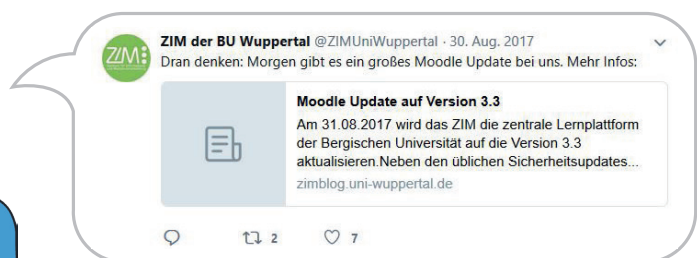 ZIM der BU Wuppertal @ZIMUniWuppertal · 30. Aug. 2017
ZIM:
Dran denken: Morgen gibt es ein großes Moodle Update bei uns. Mehr Infos:
Moodle Update auf Version 3.3
Am 31.08.2017 wird das ZIM die zentrale Lernplattform
der Bergischen Universität auf die Version 3.3
aktualisieren.Neben den üblichen Sicherheitsupdates...
zimblog.uni-wuppertal.de
2 7